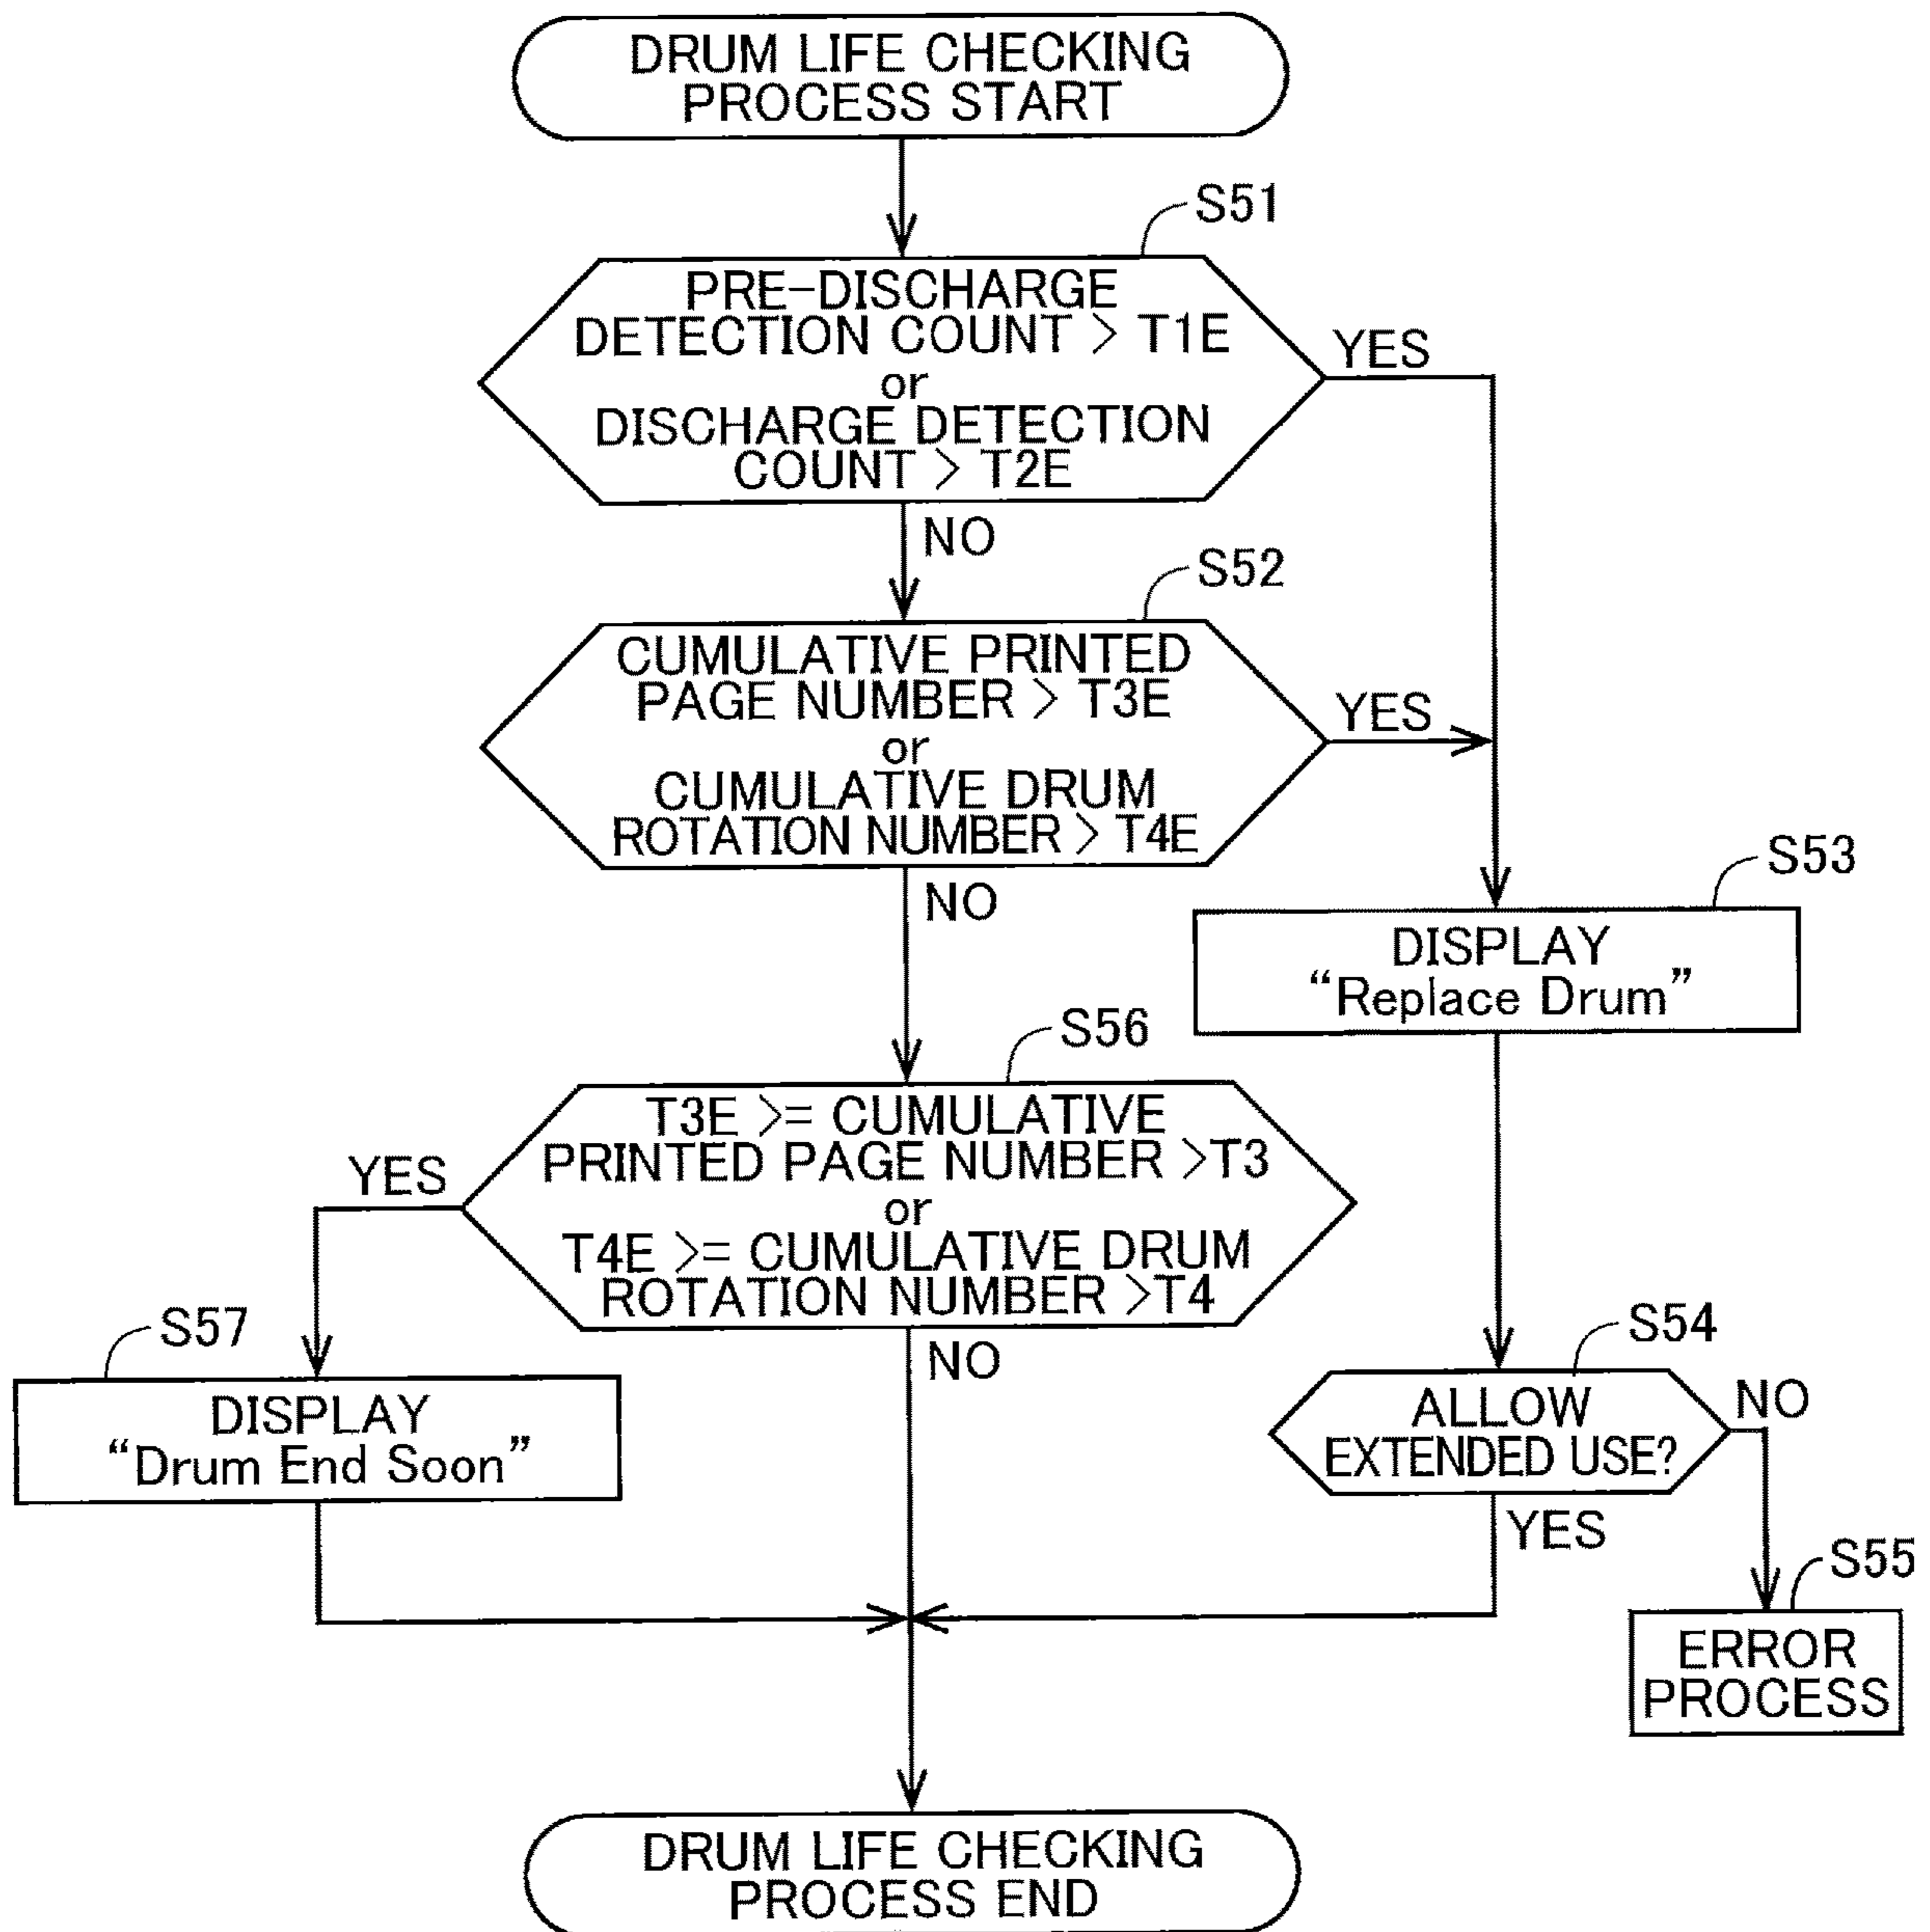 DRUM LIFE CHECKING
PROCESS START
S51
PRE-DISCHARGE
DETECTION COUNT > T1E
or
DISCHARGE DETECTION
COUNT > T2E
YES
NO
S52
CUMULATIVE PRINTED
PAGE NUMBER > T3E
or
CUMULATIVE DRUM
ROTATION NUMBER > T4E
YES
NO
S53
DISPLAY
“Replace Drum”
S56
T3E >= CUMULATIVE
PRINTED PAGE NUMBER >T3
or
T4E >= CUMULATIVE DRUM
ROTATION NUMBER >T4
YES
NO
S57
DISPLAY
“Drum End Soon”
S54
ALLOW
EXTENDED USE?
NO
YES
S55
ERROR
PROCESS
DRUM LIFE CHECKING
PROCESS END